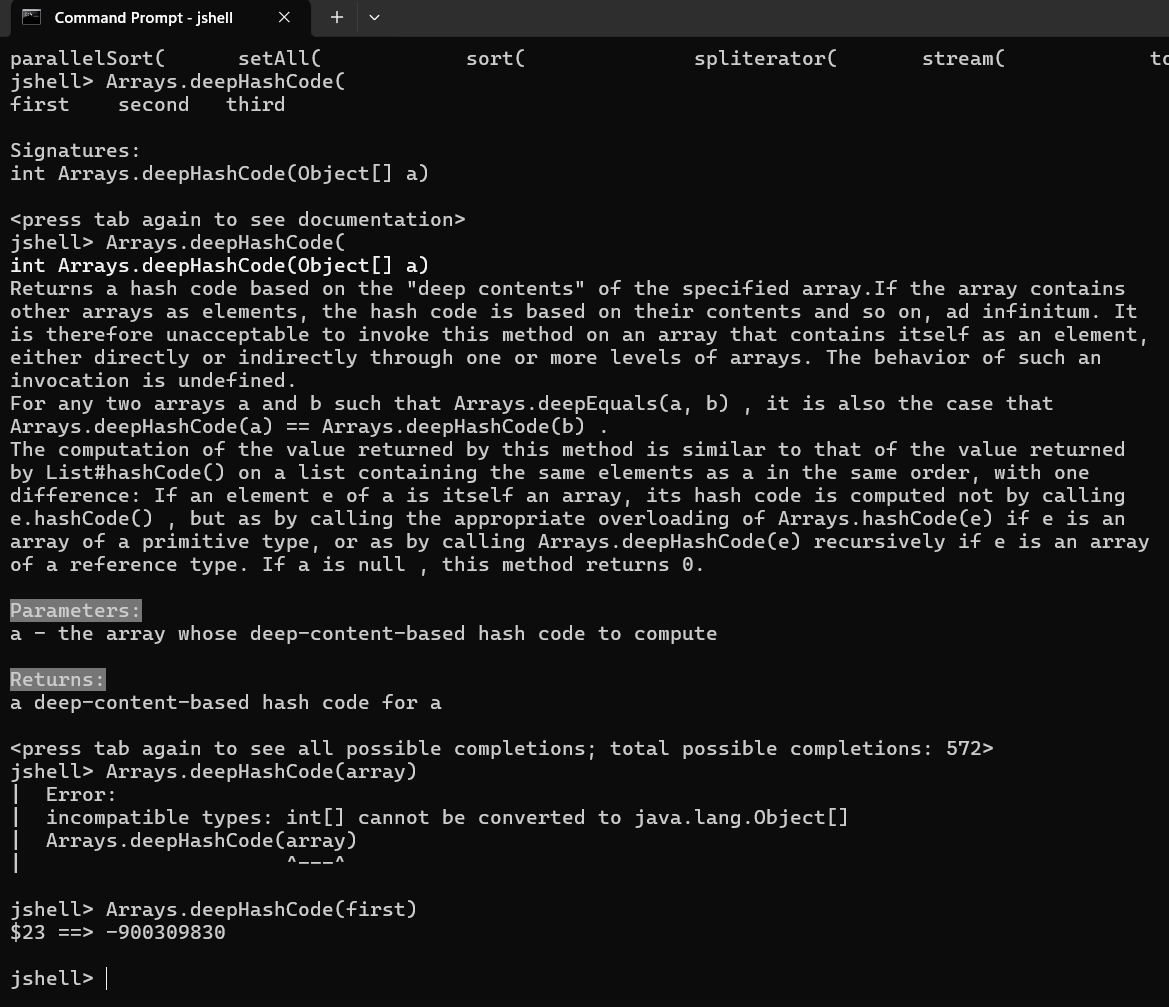 Command Prompt - jshell
parallelSort(      setAll(            sort(              spliterator(       stream(
jshell> Arrays.deepHashCode(
first    second   third
Signatures:
int Arrays.deepHashCode(Object[] a)
<press tab again to see documentation>
jshell> Arrays.deepHashCode(
int Arrays.deepHashCode(Object[] a)
Returns a hash code based on the "deep contents" of the specified array.If the array contains
other arrays as elements, the hash code is based on their contents and so on, ad infinitum. It
is therefore unacceptable to invoke this method on an array that contains itself as an element,
either directly or indirectly through one or more levels of arrays. The behavior of such an
invocation is undefined.
For any two arrays a and b such that Arrays.deepEquals(a, b) , it is also the case that
Arrays.deepHashCode(a) == Arrays.deepHashCode(b) .
The computation of the value returned by this method is similar to that of the value returned
by List#hashCode() on a list containing the same elements as a in the same order, with one
difference: If an element e of a is itself an array, its hash code is computed not by calling
e.hashCode() , but as by calling the appropriate overloading of Arrays.hashCode(e) if e is an
array of a primitive type, or as by calling Arrays.deepHashCode(e) recursively if e is an array
of a reference type. If a is null , this method returns 0.
Parameters:
a - the array whose deep-content-based hash code to compute
Returns:
a deep-content-based hash code for a
<press tab again to see all possible completions; total possible completions: 572>
jshell> Arrays.deepHashCode(array)
|  Error:
|  incompatible types: int[] cannot be converted to java.lang.Object[]
|  Arrays.deepHashCode(array)
|                      ^---^
jshell> Arrays.deepHashCode(first)
$23 ==> -900309830
jshell>